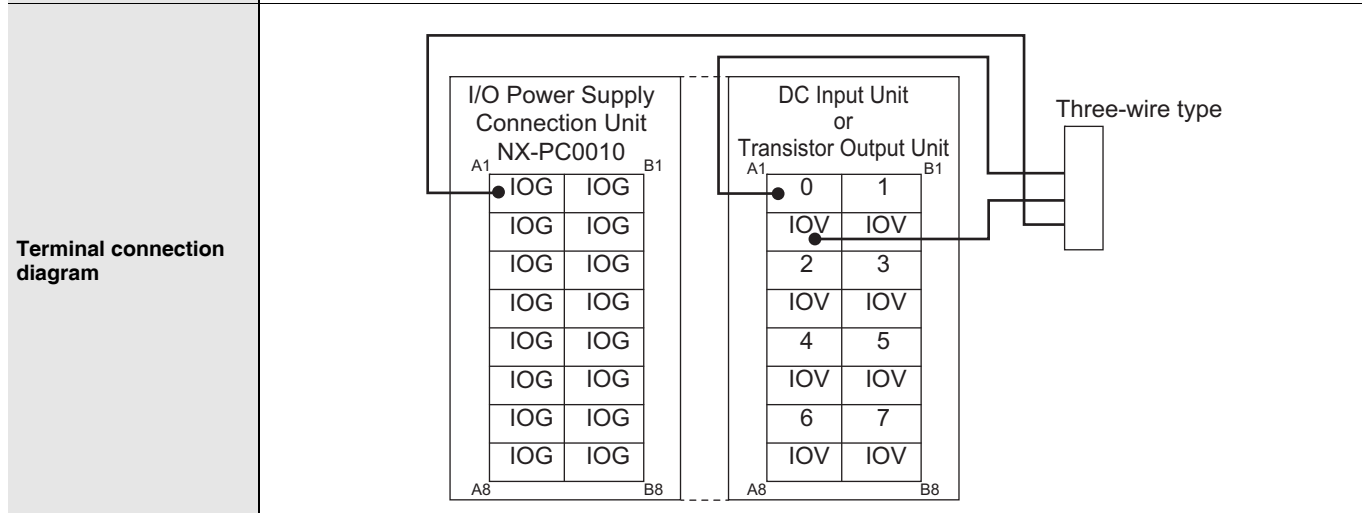 Terminal connection
diagram
I/O Power Supply
Connection Unit
NX-PC0010
A1 B1
IOG IOG
IOG IOG
IOG IOG
IOG IOG
IOG IOG
IOG IOG
IOG IOG
IOG IOG
A8 B8
DC Input Unit
or
Transistor Output Unit
A1 B1
0 1
IOV IOV
2 3
IOV IOV
4 5
IOV IOV
6 7
IOV IOV
A8 B8
Three-wire type